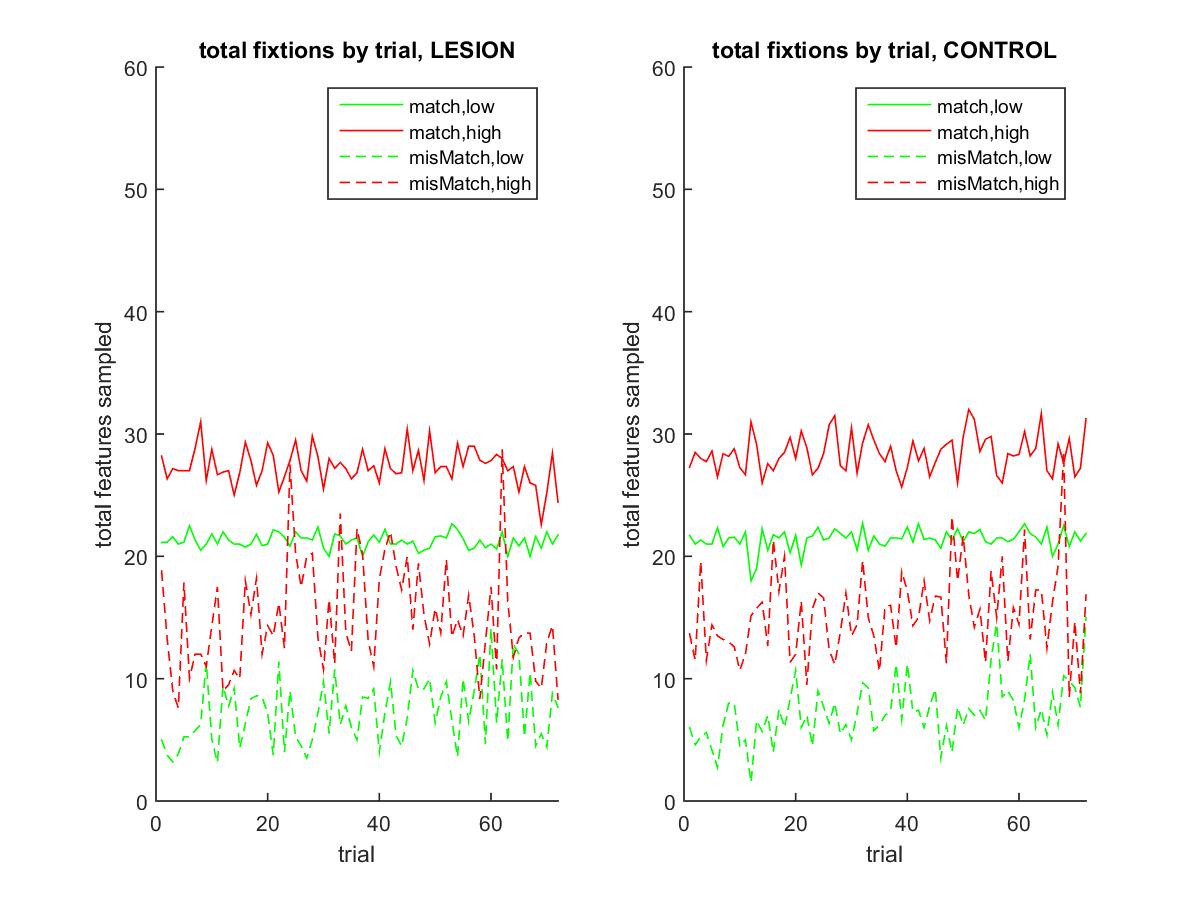 total fixtions by trial, LESION
60
50
40
30
20
10
0
0 20 40 60
total features sampled
trial
match,low
match,high
misMatch,low
misMatch,high
total fixtions by trial, CONTROL
60
50
40
30
20
10
0
0 20 40 60
total features sampled
trial
match,low
match,high
misMatch,low
misMatch,high